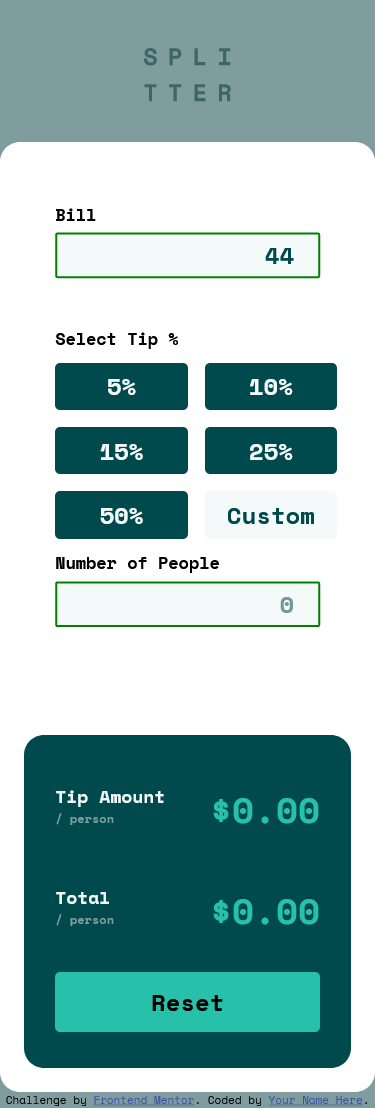 SPLI
TTER
Bill
44
Select Tip %
5% 10%
15% 25%
50% Custom
Number of People
0
Tip Amount
/ person
$0.00
Total
/ person
$0.00
Reset
Challenge by Frontend Mentor. Coded by Your Name Here.